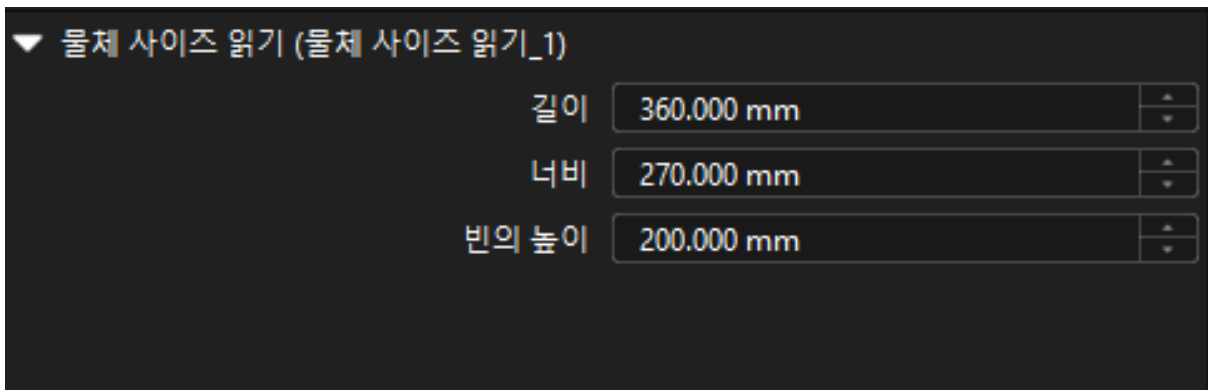 물체 사이즈 읽기 (물체 사이즈 읽기_1)
길이 360.000 mm
너비 270.000 mm
빈의 높이 200.000 mm